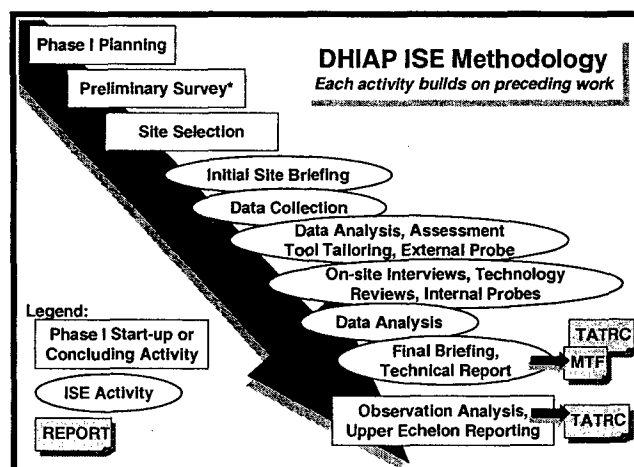 Phase I Planning
DHIAP ISE Methodology
Each activity builds on preceding work
Preliminary Survey*
Site Selection
Initial Site Briefing
Data Collection
Data Analysis, Assessment
Tool Tailoring, External Probe
On-site Interviews, Technology
Reviews, Internal Probes
Data Analysis
Final Briefing,
Technical Report
TATRC
MTF
Observation Analysis,
Upper Echelon Reporting
TATRC
Legend:
Phase I Start-up or
Concluding Activity
ISE Activity
REPORT